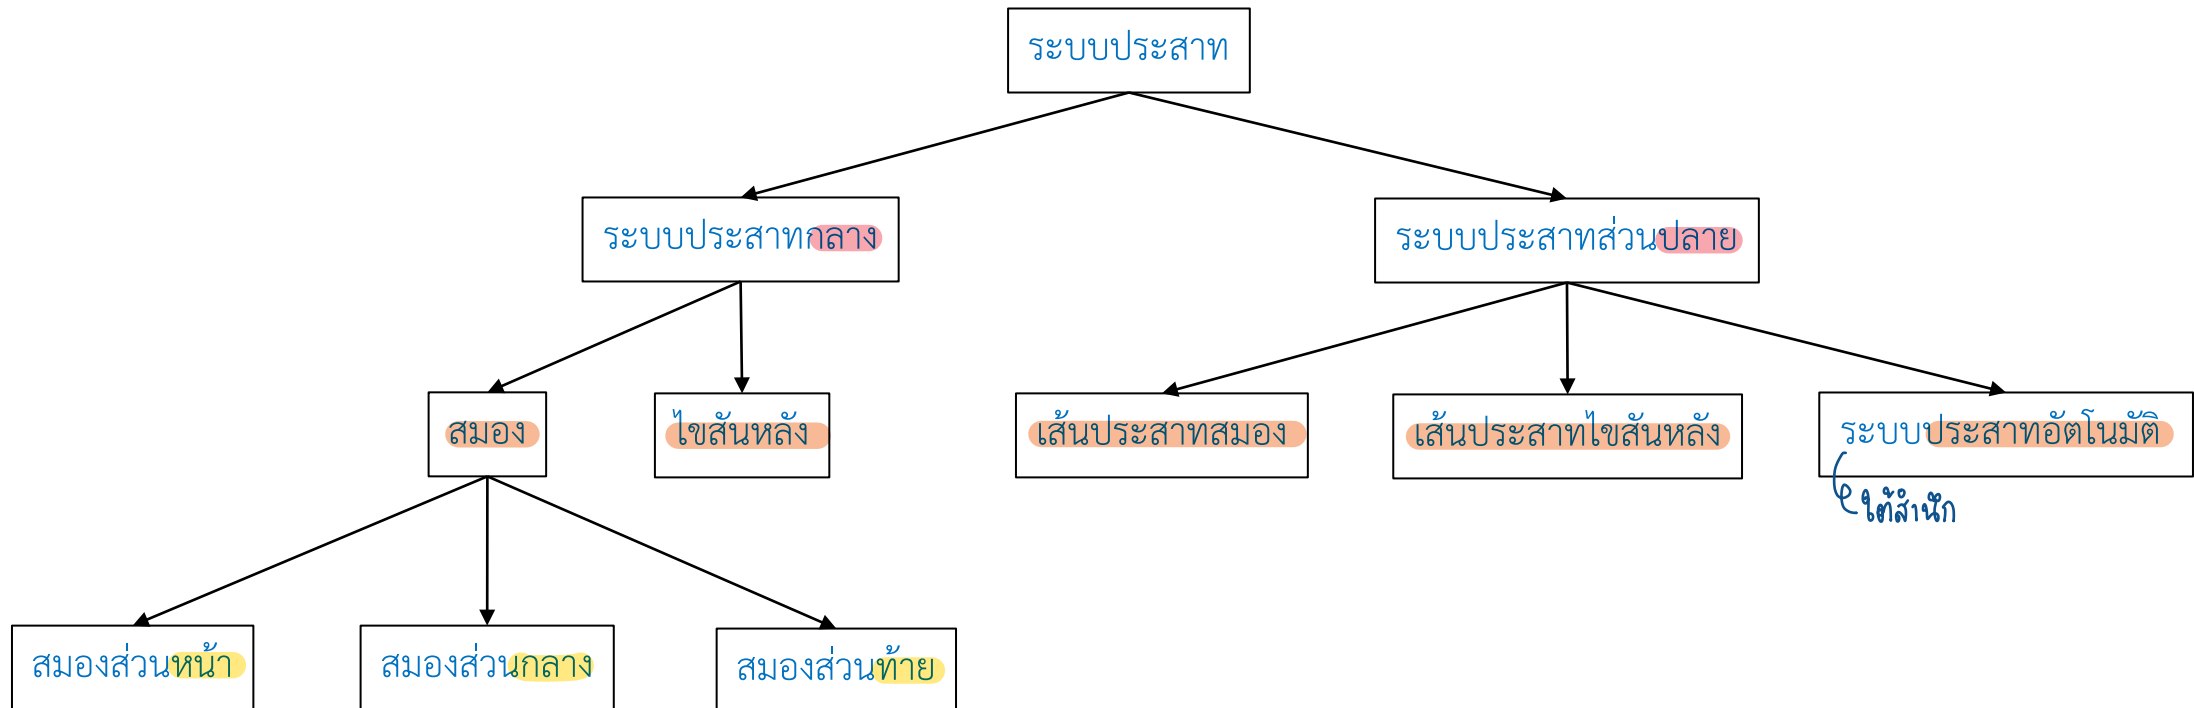 ระบบประสาท
ระบบประสาทกลาง
ระบบประสาทส่วนปลาย
สมอง
ไขสันหลัง
เส้นประสาทสมอง
เส้นประสาทไขสันหลัง
ระบบประสาทอัตโนมัติ
ใต้สำนึก
สมองส่วนหน้า
สมองส่วนกลาง
สมองส่วนท้าย